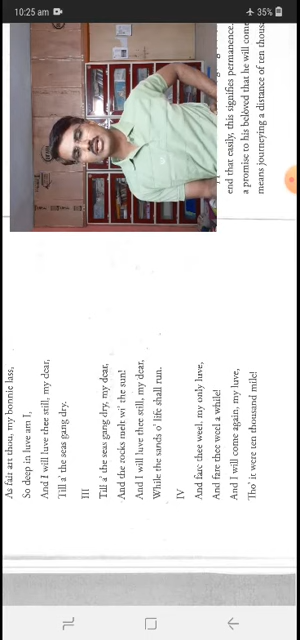 10:25 am
35%
end that easily, this signifies permanence.
a promise to his beloved that he will come
means journeying a distance of ten thous
As fair art thou, my bonnie lass,
So deep in luve am I,
And I will luve thee still, my dear,
Till a' the seas gang dry.
III
Till a' the seas gang dry, my dear,
And the rocks melt wi' the sun!
And I will luve thee still, my dear,
While the sands o' life shall run.
IV
And fare thee weel, my only luve,
And fare thee weel a while!
And I will come again, my luve,
Tho' it were ten thousand mile!